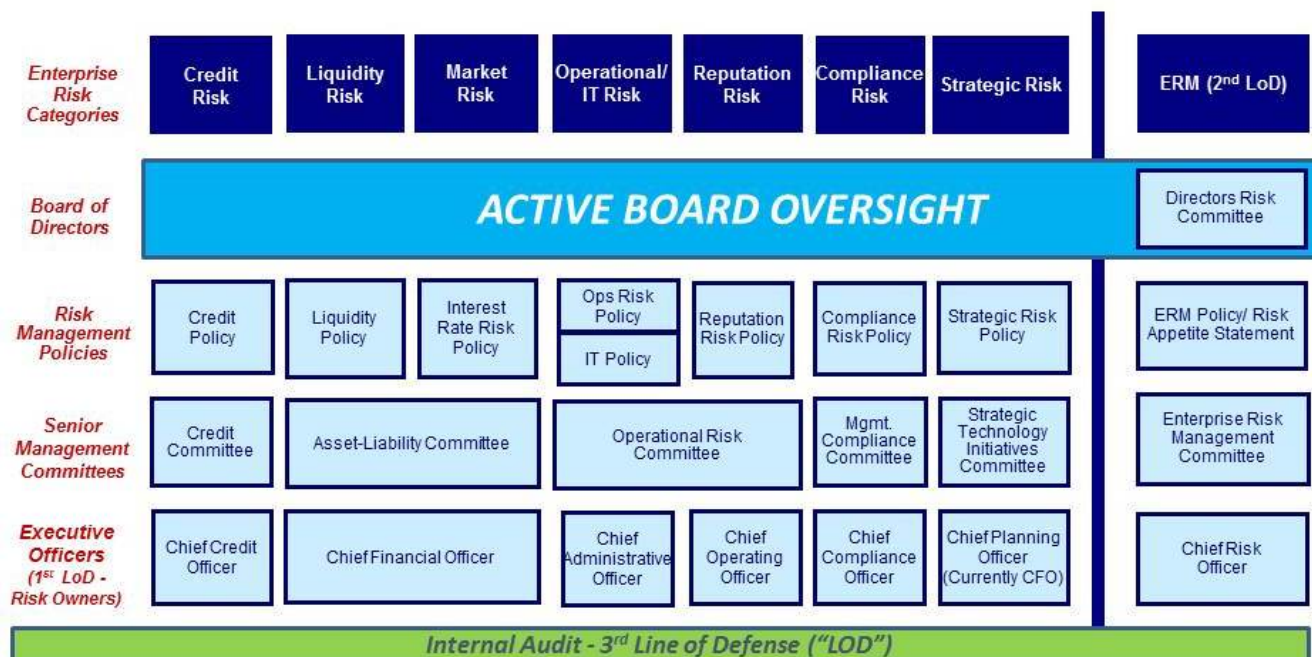 Enterprise
Risk
Categories
Credit
Risk
Liquidity
Risk
Market
Risk
Operational/
IT Risk
Reputation
Risk
Compliance
Risk
Strategic Risk
ERM (2nd LoD)
Board of
Directors
ACTIVE BOARD OVERSIGHT
Directors Risk
Committee
Risk
Management
Policies
Credit
Policy
Liquidity
Policy
Interest
Rate Risk
Policy
Ops Risk
Policy
IT Policy
Reputation
Risk Policy
Compliance
Risk Policy
Strategic Risk
Policy
ERM Policy/ Risk
Appetite Statement
Senior
Management
Committees
Credit
Committee
Asset-Liability Committee
Operational Risk
Committee
Mgmt.
Compliance
Committee
Strategic
Technology
Initiatives
Committee
Enterprise Risk
Management
Committee
Executive
Officers
(1st LoD -
Risk Owners)
Chief Credit
Officer
Chief Financial Officer
Chief
Administrative
Officer
Chief
Operating
Officer
Chief
Compliance
Officer
Chief Planning
Officer
(Currently CFO)
Chief Risk
Officer
Internal Audit - 3rd Line of Defense ("LOD")